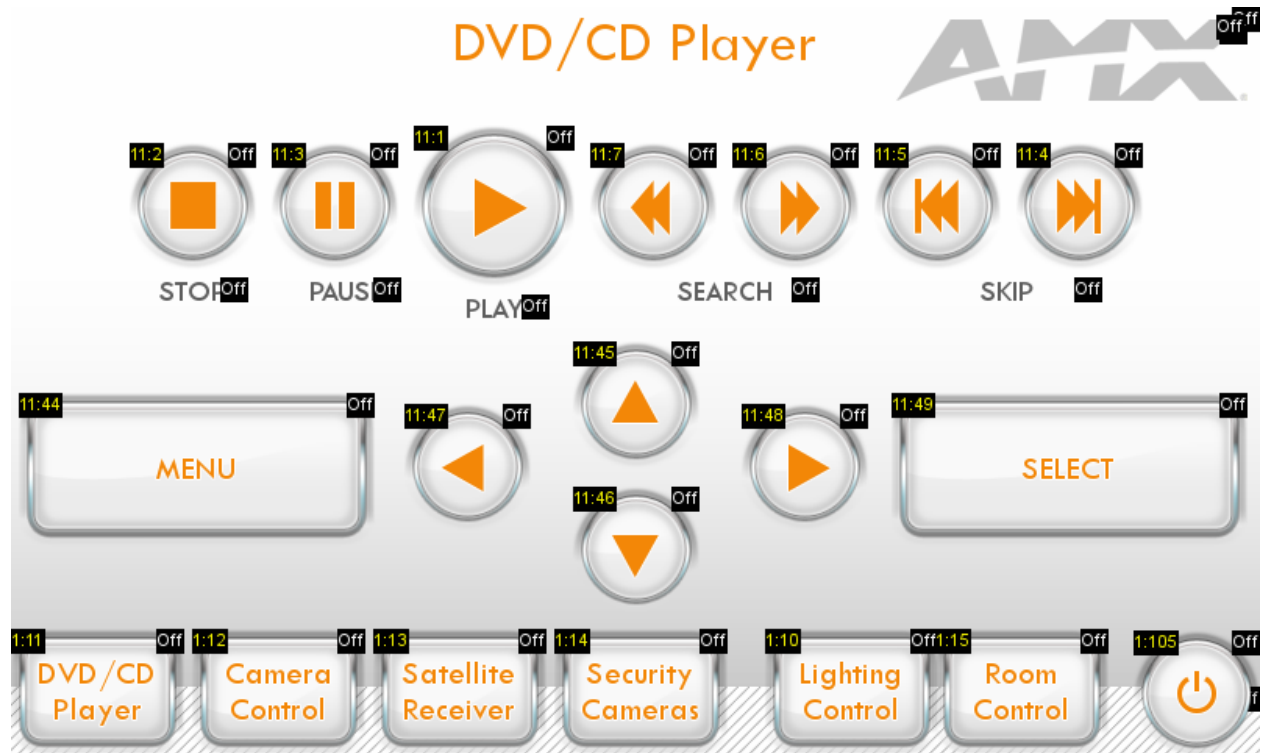 DVD/CD Player
AMX
Off
11:2 Off 11:3 Off 11:1 Off 11:7 Off 11:6 Off 11:5 Off 11:4 Off
STOP Off PAUS Off PLAY Off SEARCH Off SKIP Off
11:45 Off
11:44 Off 11:47 Off 11:48 Off 11:49 Off
MENU SELECT
11:46 Off
1:11 Off 1:12 Off 1:13 Off 1:14 Off 1:10 Off 1:15 Off 1:105 Off
DVD/CD Camera Satellite Security Lighting Room
Player Control Receiver Cameras Control Control